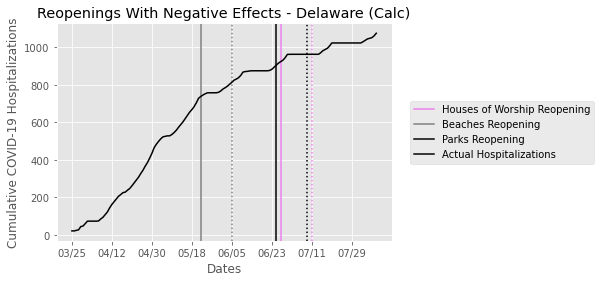 Reopenings With Negative Effects - Delaware (Calc)
Cumulative COVID-19 Hospitalizations
1000
800
600
400
200
0
03/25 04/12 04/30 05/18 06/05 06/23 07/11 07/29
Dates
Houses of Worship Reopening
Beaches Reopening
Parks Reopening
Actual Hospitalizations